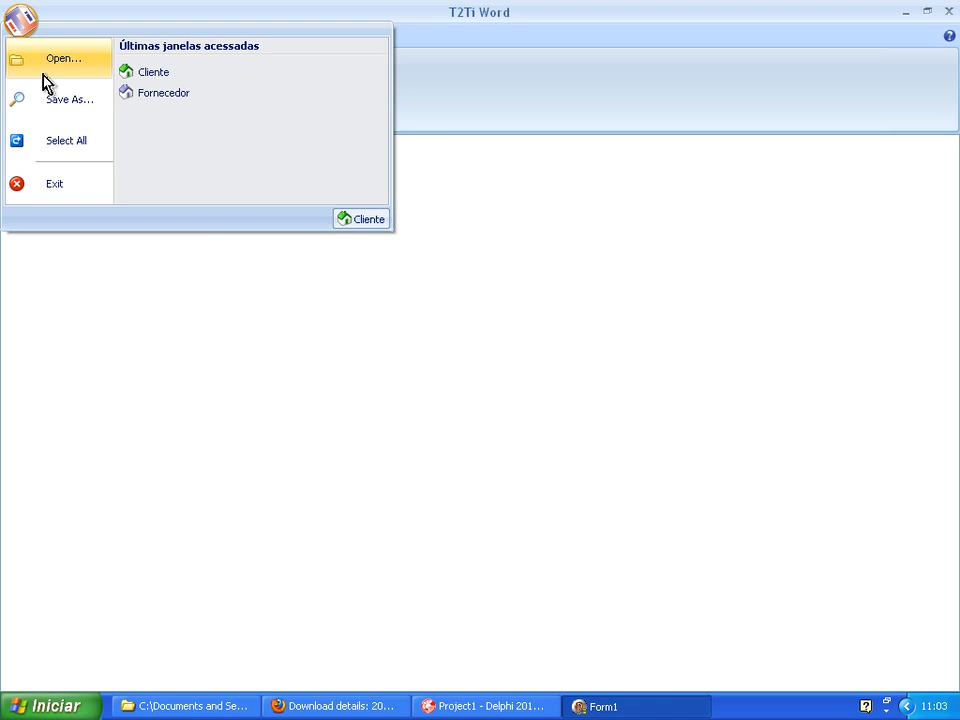 T2Ti Word
Open...
Save As...
Select All
Exit
Últimas janelas acessadas
Cliente
Fornecedor
Cliente
Iniciar
C:\Documents and Se...
Download details: 20...
Project1 - Delphi 201...
Form1
11:03